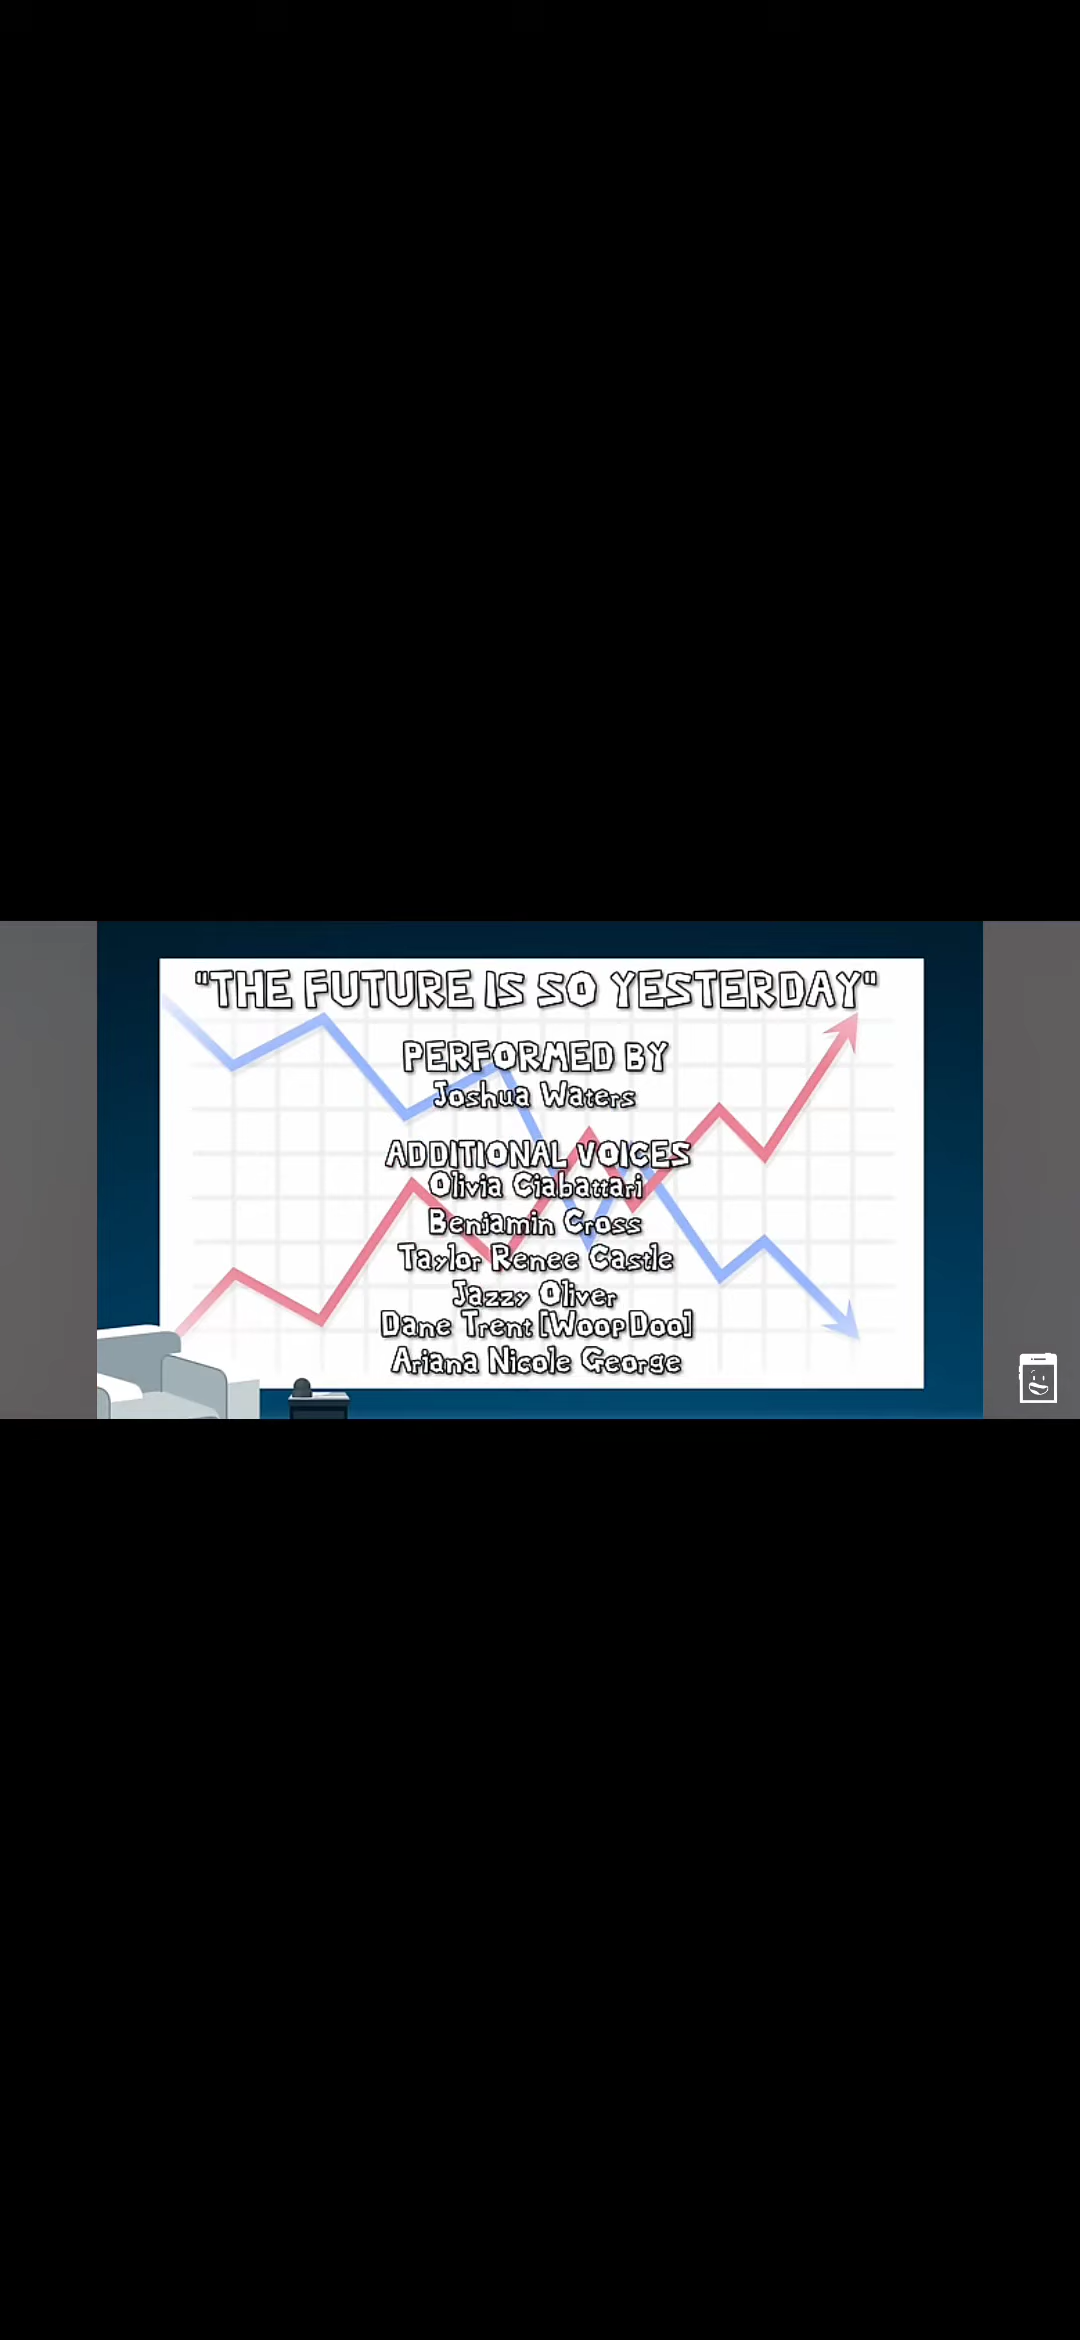 "THE FUTURE IS SO YESTERDAY"
PERFORMED BY
Joshua Waters
ADDITIONAL VOICES
Olivia Ciabattari
Benjamin Cross
Taylor Renee Castle
Jazzy Oliver
Dane Trent [WoopDoo]
Ariana Nicole George